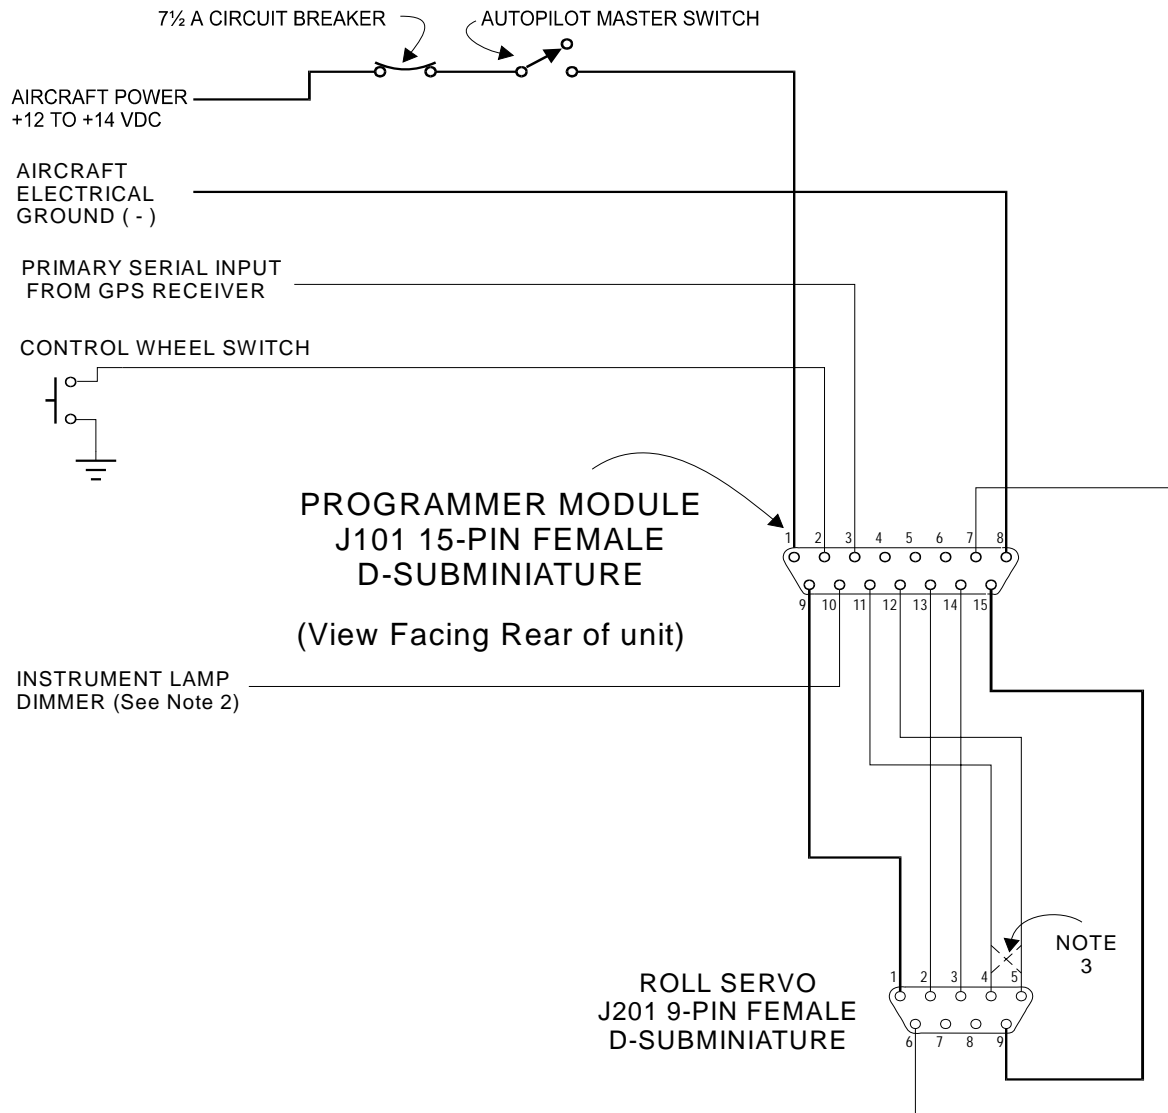 7½ A CIRCUIT BREAKER
AUTOPILOT MASTER SWITCH
AIRCRAFT POWER
+12 TO +14 VDC
AIRCRAFT
ELECTRICAL
GROUND ( - )
PRIMARY SERIAL INPUT
FROM GPS RECEIVER
CONTROL WHEEL SWITCH
PROGRAMMER MODULE
J101 15-PIN FEMALE
D-SUBMINIATURE
(View Facing Rear of unit)
1 2 3 4 5 6 7 8
9 10 11 12 13 14 15
INSTRUMENT LAMP
DIMMER (See Note 2)
NOTE
3
ROLL SERVO
J201 9-PIN FEMALE
D-SUBMINIATURE
1 2 3 4 5
6 7 8 9